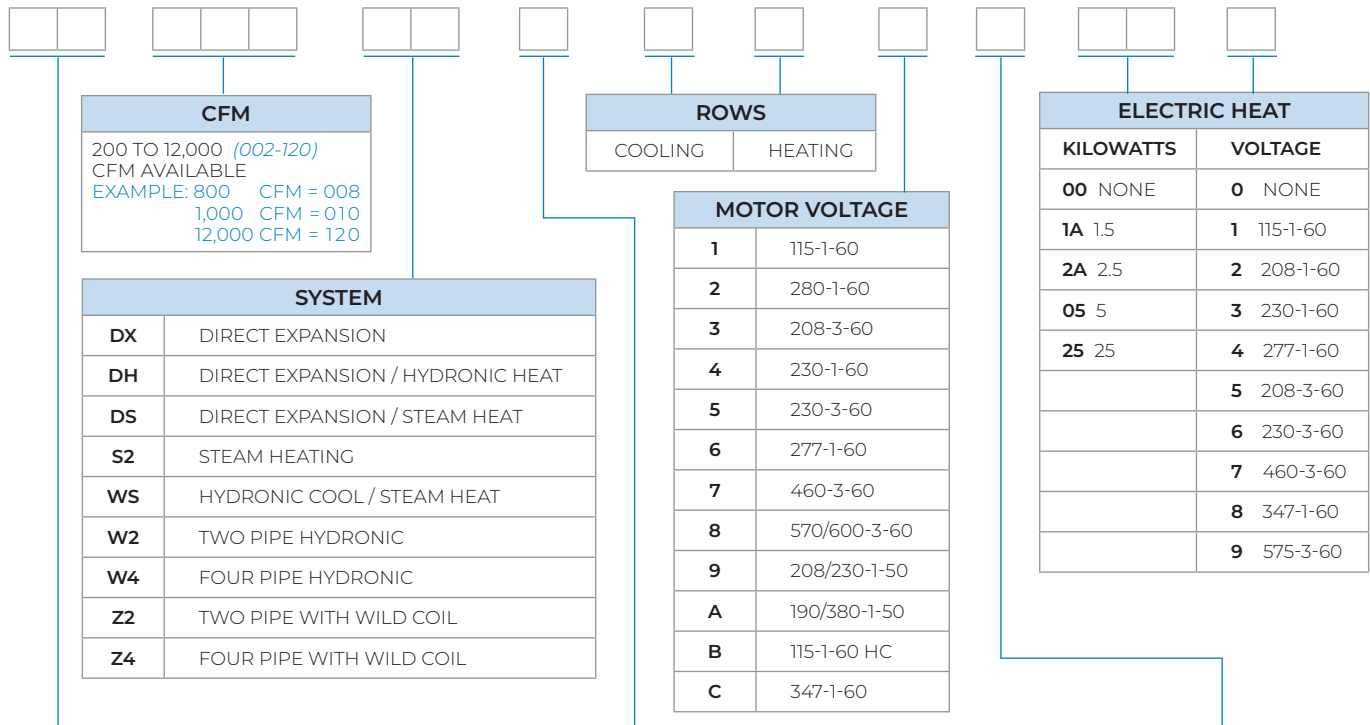 CFM
200 TO 12,000 (002-120)
CFM AVAILABLE
EXAMPLE: 800 CFM = 008
1,000 CFM = 010
12,000 CFM = 120
SYSTEM
DX DIRECT EXPANSION
DH DIRECT EXPANSION / HYDRONIC HEAT
DS DIRECT EXPANSION / STEAM HEAT
S2 STEAM HEATING
WS HYDRONIC COOL / STEAM HEAT
W2 TWO PIPE HYDRONIC
W4 FOUR PIPE HYDRONIC
Z2 TWO PIPE WITH WILD COIL
Z4 FOUR PIPE WITH WILD COIL
ROWS
COOLING HEATING
MOTOR VOLTAGE
1 115-1-60
2 280-1-60
3 208-3-60
4 230-1-60
5 230-3-60
6 277-1-60
7 460-3-60
8 570/600-3-60
9 208/230-1-50
A 190/380-1-50
B 115-1-60 HC
C 347-1-60
ELECTRIC HEAT
KILOWATTS VOLTAGE
00 NONE 0 NONE
1A 1.5 1 115-1-60
2A 2.5 2 208-1-60
05 5 3 230-1-60
25 25 4 277-1-60
5 208-3-60
6 230-3-60
7 460-3-60
8 347-1-60
9 575-3-60